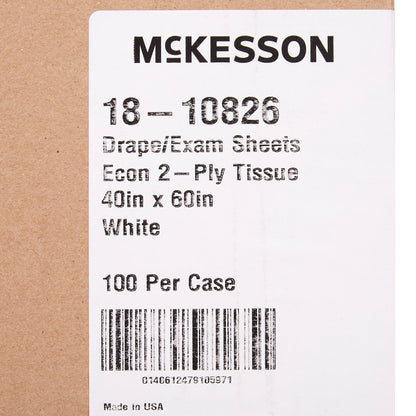 McKESSON
18-10826
Drape/Exam Sheets
Econ 2-Ply Tissue
40in x 60in
White
100 Per Case
0140612479105971
Made in USA